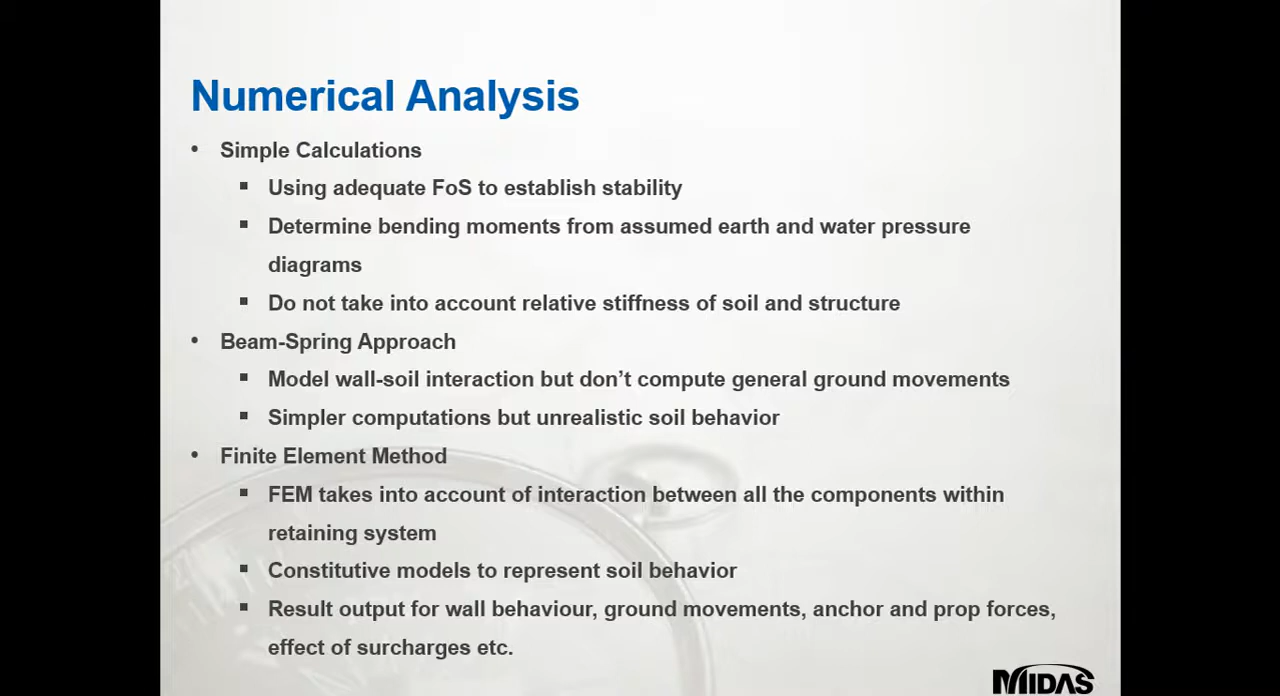 Numerical Analysis
• Simple Calculations
▪ Using adequate FoS to establish stability
▪ Determine bending moments from assumed earth and water pressure
diagrams
▪ Do not take into account relative stiffness of soil and structure
• Beam-Spring Approach
▪ Model wall-soil interaction but don’t compute general ground movements
▪ Simpler computations but unrealistic soil behavior
• Finite Element Method
▪ FEM takes into account of interaction between all the components within
retaining system
▪ Constitutive models to represent soil behavior
▪ Result output for wall behaviour, ground movements, anchor and prop forces,
effect of surcharges etc.
MIDAS